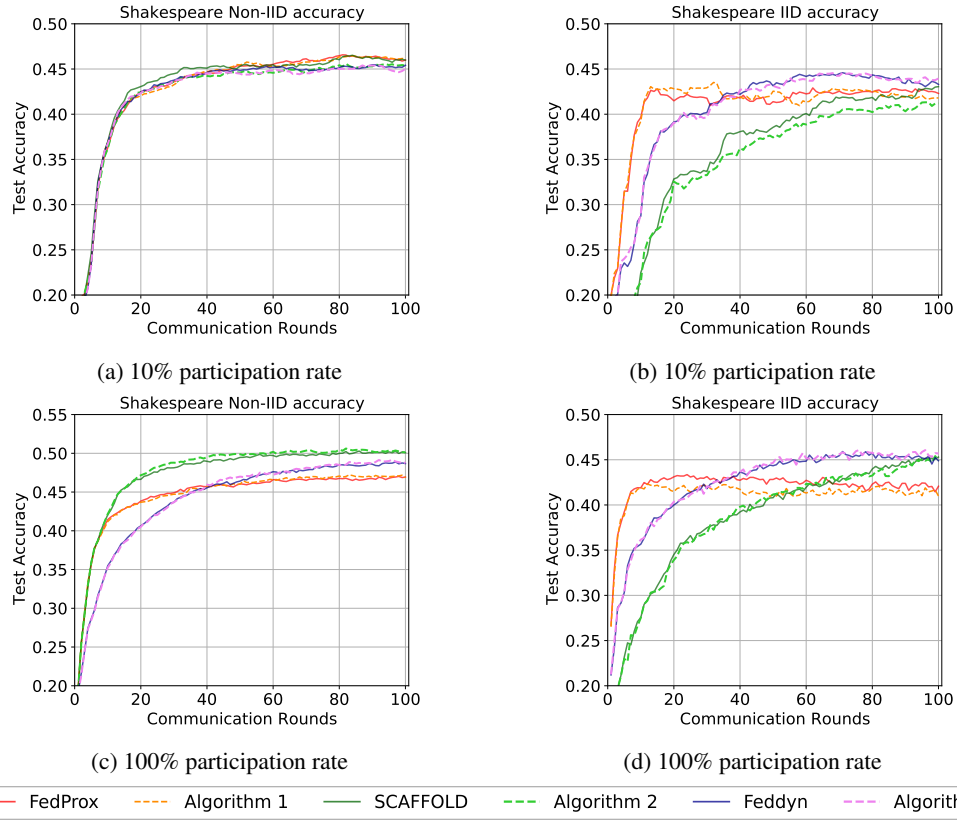 Shakespeare Non-IID accuracy
0.50
0.45
0.40
0.35
0.30
0.25
0.20
Test Accuracy
0 20 40 60 80 100
Communication Rounds
(a) 10% participation rate
Shakespeare IID accuracy
0.50
0.45
0.40
0.35
0.30
0.25
0.20
Test Accuracy
0 20 40 60 80 100
Communication Rounds
(b) 10% participation rate
Shakespeare Non-IID accuracy
0.55
0.50
0.45
0.40
0.35
0.30
0.25
0.20
Test Accuracy
0 20 40 60 80 100
Communication Rounds
(c) 100% participation rate
Shakespeare IID accuracy
0.50
0.45
0.40
0.35
0.30
0.25
0.20
Test Accuracy
0 20 40 60 80 100
Communication Rounds
(d) 100% participation rate
FedProx Algorithm 1 SCAFFOLD Algorithm 2 Feddyn Algorith